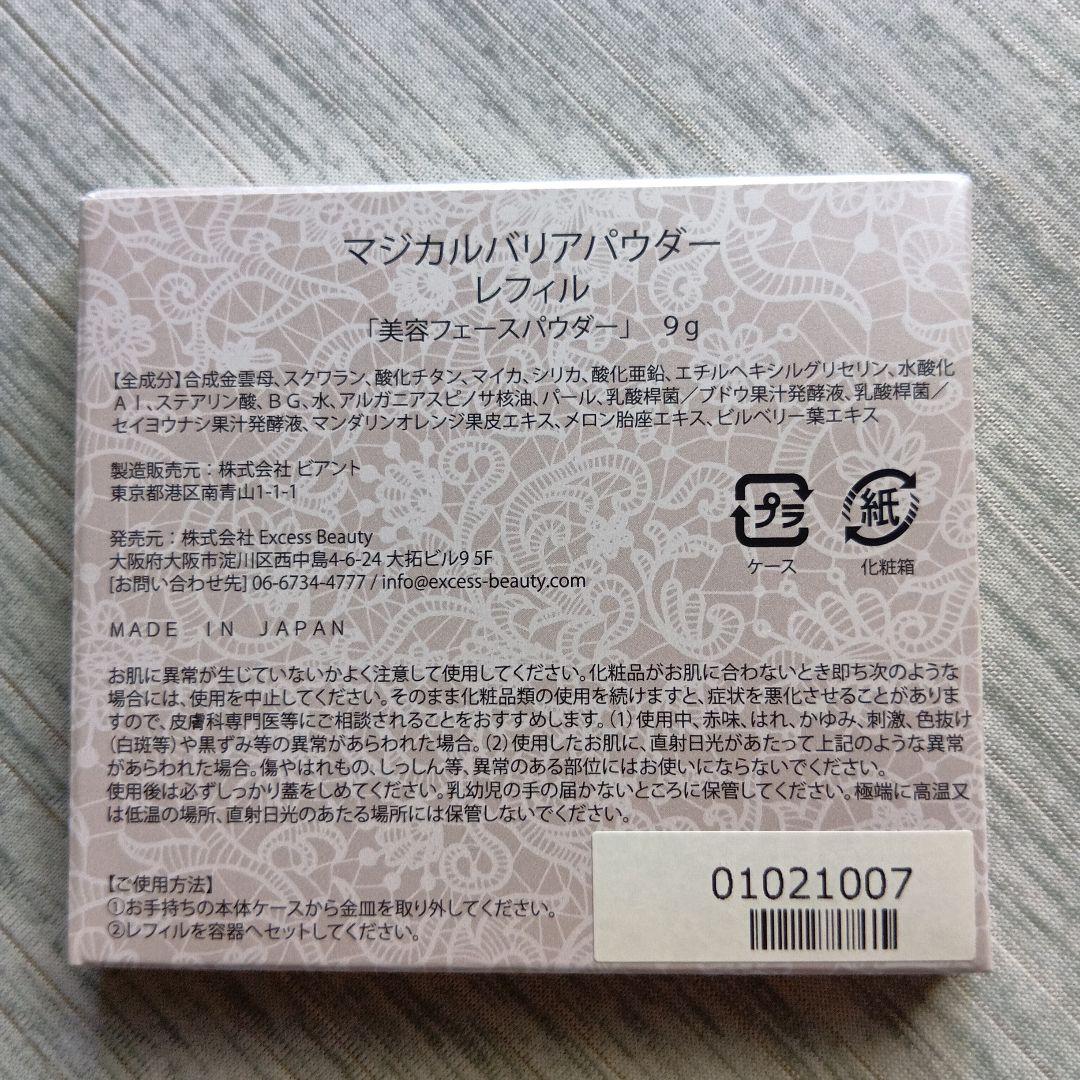 マジカルバリアパウダー
レフィル
「美容フェースパウダー」 9g
【全成分】合成金雲母、スクワラン、酸化チタン、マイカ、シリカ、酸化亜鉛、エチルヘキシルグリセリン、水酸化
AI、ステアリン酸、BG、水、アルガニアスピノサ核油、パール、乳酸桿菌／ブドウ果汁発酵液、乳酸桿菌／
セイヨウナシ果汁発酵液、マンダリンオレンジ果皮エキス、メロン胎座エキス、ビルベリー葉エキス
製造販売元：株式会社 ビアント
東京都港区南青山1-1-1
発売元：株式会社 Excess Beauty
大阪府大阪市淀川区西中島4-6-24 大拓ビル9 5F
[お問い合わせ先] 06-6734-4777 / info@excess-beauty.com
プラ
ケース
紙
化粧箱
MADE IN JAPAN
お肌に異常が生じていないかよく注意して使用してください。化粧品がお肌に合わないとき即ち次のような
場合には、使用を中止してください。そのまま化粧品類の使用を続けますと、症状を悪化させることがありま
すので、皮膚科専門医等にご相談されることをおすすめします。(1)使用中、赤味、はれ、かゆみ、刺激、色抜け
(白斑等)や黒ずみ等の異常があらわれた場合。(2)使用したお肌に、直射日光があたって上記のような異常
があらわれた場合。傷やはれもの、しっしん等、異常のある部位にはお使いにならないでください。
使用後は必ずしっかり蓋をしめてください。乳幼児の手の届かないところに保管してください。極端に高温又
は低温の場所、直射日光のあたる場所には保管しないでください。
【ご使用方法】
①お手持ちの本体ケースから金皿を取り外してください。
②レフィルを容器へセットしてください。
01021007